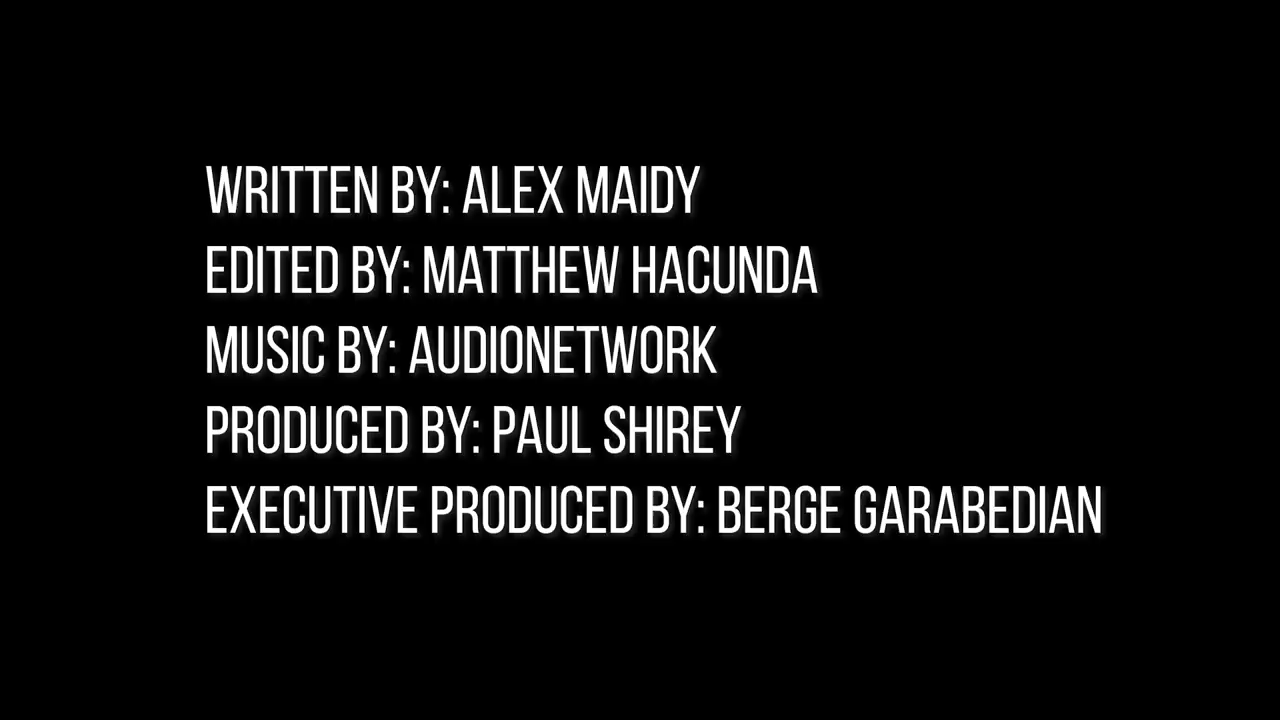 WRITTEN BY: ALEX MAIDY
EDITED BY: MATTHEW HACUNDA
MUSIC BY: AUDIONETWORK
PRODUCED BY: PAUL SHIREY
EXECUTIVE PRODUCED BY: BERGE GARABEDIAN